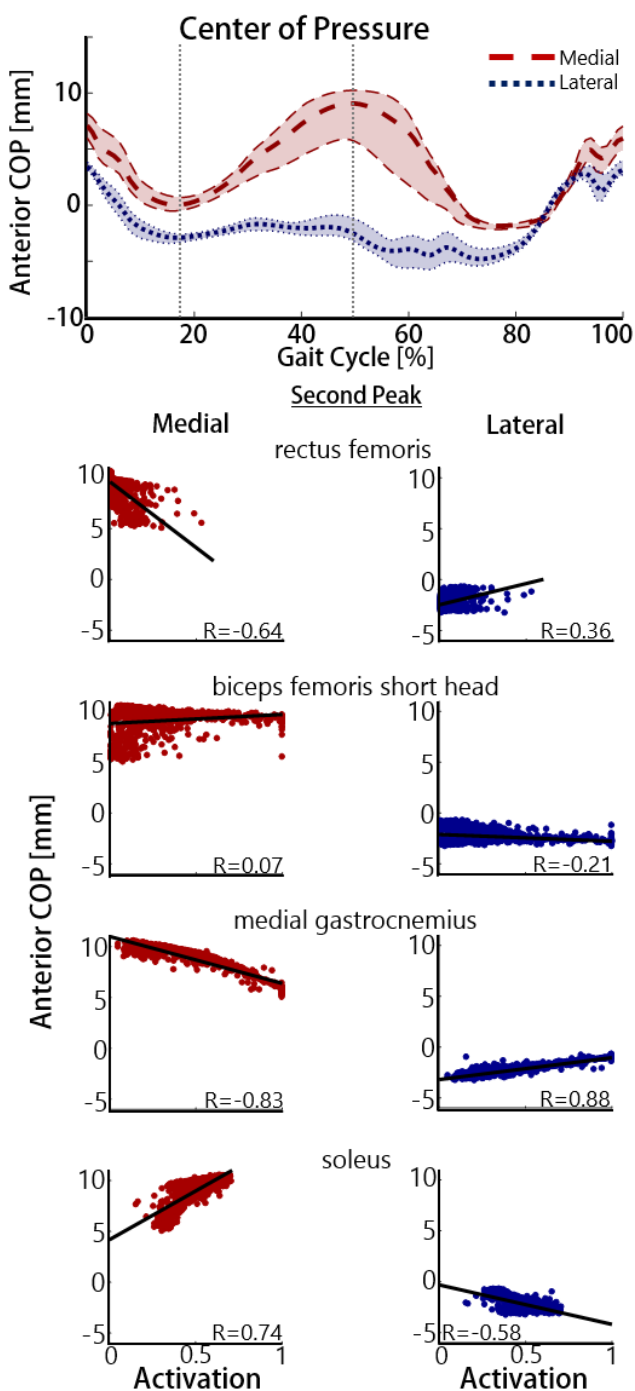 Center of Pressure
Medial
Lateral
Anterior COP [mm]
10
0
-10
0 20 40 60 80 100
Gait Cycle [%]
Second Peak
Medial Lateral
rectus femoris
10 10
5 5
0 0
-5 -5
R=-0.64 R=0.36
biceps femoris short head
10 10
5 5
0 0
-5 -5
R=0.07 R=-0.21
Anterior COP [mm]
medial gastrocnemius
10 10
5 5
0 0
-5 -5
R=-0.83 R=0.88
soleus
10 10
5 5
0 0
-5 -5
R=0.74 R=-0.58
0 0.5 1 0 0.5 1
Activation Activation